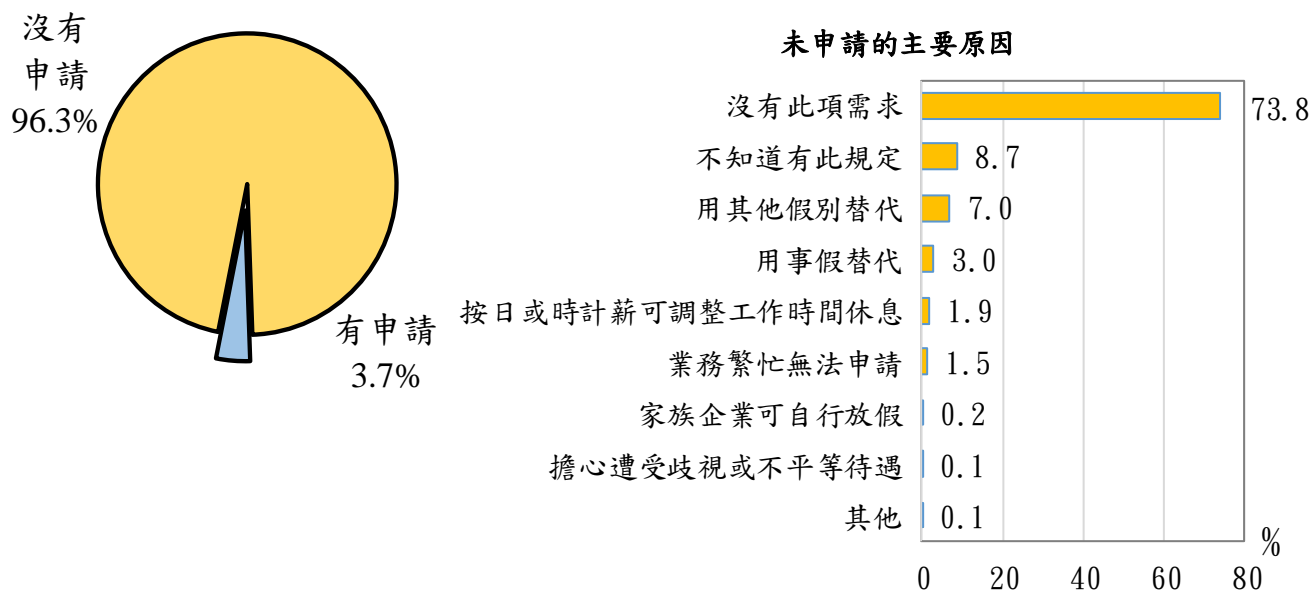 沒有
申請
96.3%
有申請
3.7%
未申請的主要原因
沒有此項需求 73.8
不知道有此規定 8.7
用其他假別替代 7.0
用事假替代 3.0
按日或時計薪可調整工作時間休息 1.9
業務繁忙無法申請 1.5
家族企業可自行放假 0.2
擔心遭受歧視或不平等待遇 0.1
其他 0.1
%
0 20 40 60 80